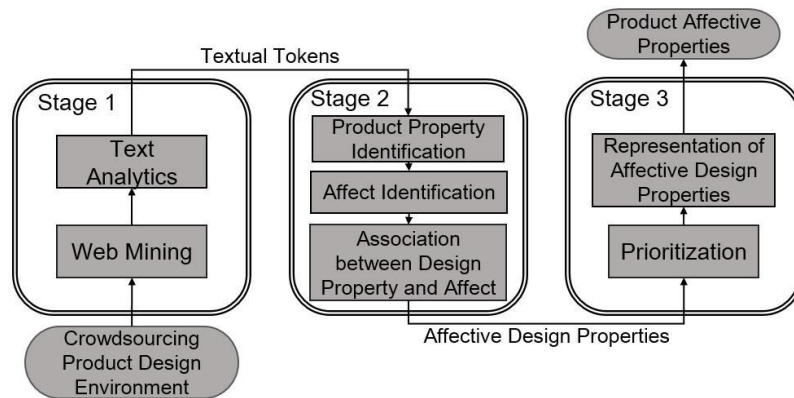 Stage 1
Text
Analytics
Web Mining
Crowdsourcing
Product Design
Environment
Textual Tokens
Stage 2
Product Property
Identification
Affect Identification
Association
between Design
Property and Affect
Affective Design Properties
Stage 3
Product Affective
Properties
Representation of
Affective Design
Properties
Prioritization